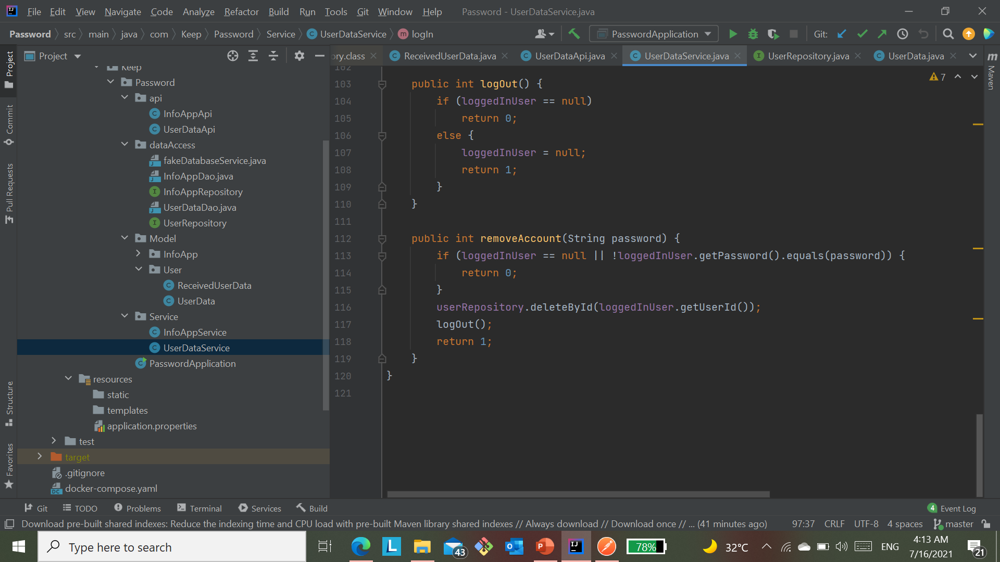 File Edit View Navigate Code Analyze Refactor Build Run Tools Git Window Help Password - UserDataService.java
Password src main java com Keep Password Service UserDataService logIn PasswordApplication Git:
Project ory.class ReceivedUserData.java UserDataApi.java UserDataService.java UserRepository.java UserData.java
Project
Commit
Pull Requests
Structure
Favorites
Maven
Keep
Password
api
InfoAppApi
UserDataApi
dataAccess
fakeDatabaseService.java
InfoAppDao.java
InfoAppRepository
UserDataDao.java
UserRepository
Model
InfoApp
User
ReceivedUserData
UserData
Service
InfoAppService
UserDataService
PasswordApplication
resources
static
templates
application.properties
test
target
.gitignore
docker-compose.yaml
7
102
103 public int logOut() {
104 if (loggedInUser == null)
105 return 0;
106 else {
107 loggedInUser = null;
108 return 1;
109 }
110 }
111
112 public int removeAccount(String password) {
113 if (loggedInUser == null || !loggedInUser.getPassword().equals(password)) {
114 return 0;
115 }
116 userRepository.deleteById(loggedInUser.getUserId());
117 logOut();
118 return 1;
119 }
120 }
121
Git TODO Problems Terminal Services Build 4 Event Log
Download pre-built shared indexes: Reduce the indexing time and CPU load with pre-built Maven library shared indexes // Always download // Download once // ... (41 minutes ago) 97:37 CRLF UTF-8 4 spaces master
Type here to search 43 78% 32°C ENG 4:13 AM
7/16/2021 21